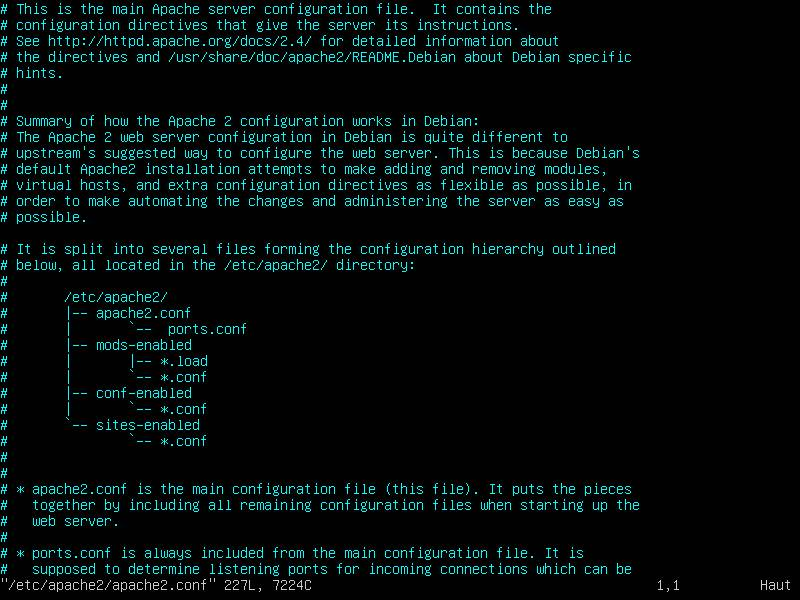 # This is the main Apache server configuration file.  It contains the
# configuration directives that give the server its instructions.
# See http://httpd.apache.org/docs/2.4/ for detailed information about
# the directives and /usr/share/doc/apache2/README.Debian about Debian specific
# hints.
#
#
# Summary of how the Apache 2 configuration works in Debian:
# The Apache 2 web server configuration in Debian is quite different to
# upstream's suggested way to configure the web server. This is because Debian's
# default Apache2 installation attempts to make adding and removing modules,
# virtual hosts, and extra configuration directives as flexible as possible, in
# order to make automating the changes and administering the server as easy as
# possible.

# It is split into several files forming the configuration hierarchy outlined
# below, all located in the /etc/apache2/ directory:
#
#       /etc/apache2/
#       |-- apache2.conf
#       |       `--  ports.conf
#       |-- mods-enabled
#       |       |-- *.load
#       |       `-- *.conf
#       |-- conf-enabled
#       |       `-- *.conf
#       `-- sites-enabled
#               `-- *.conf
#
#
# * apache2.conf is the main configuration file (this file). It puts the pieces
#   together by including all remaining configuration files when starting up the
#   web server.
#
# * ports.conf is always included from the main configuration file. It is
#   supposed to determine listening ports for incoming connections which can be
"/etc/apache2/apache2.conf" 227L, 7224C                                           1,1          Haut